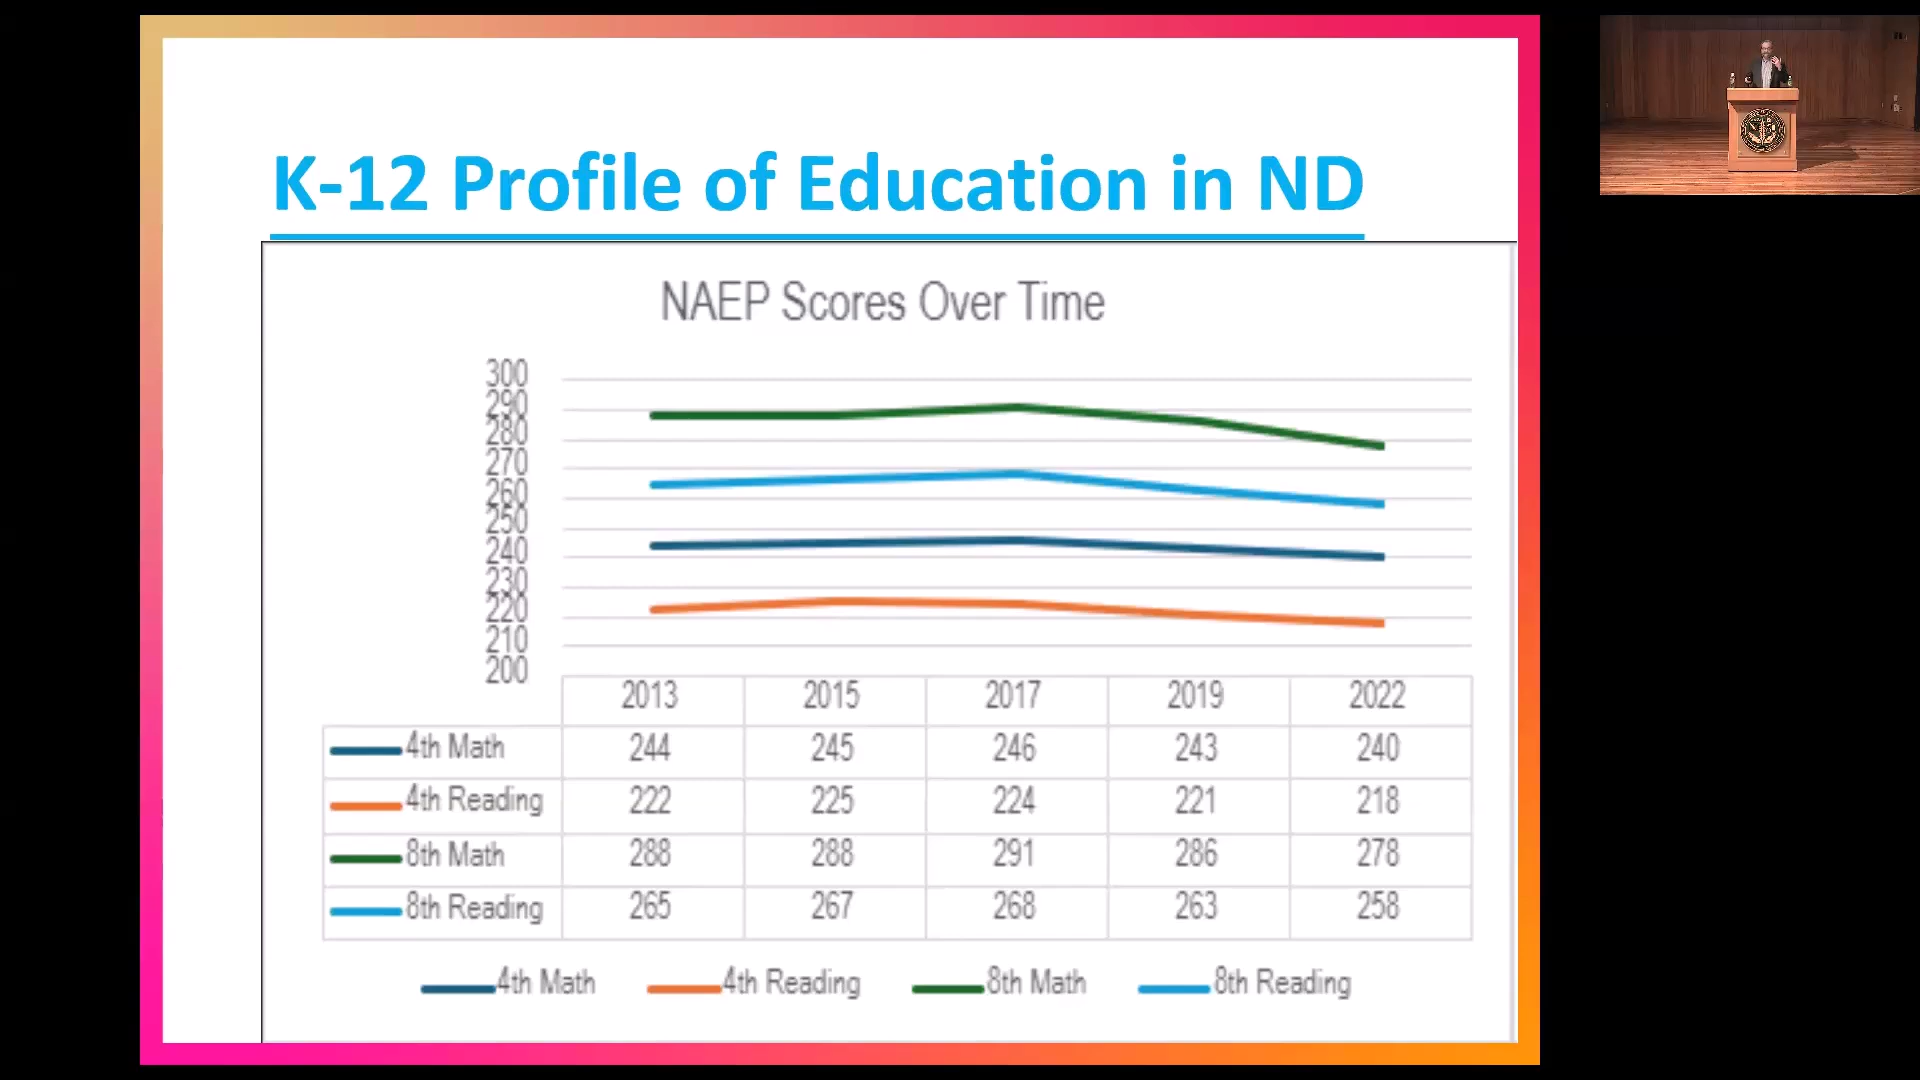 K-12 Profile of Education in ND
NAEP Scores Over Time
300
290
280
270
260
250
240
230
220
210
200
2013 2015 2017 2019 2022
4th Math 244 245 246 243 240
4th Reading 222 225 224 221 218
8th Math 288 288 291 286 278
8th Reading 265 267 268 263 258
4th Math 4th Reading 8th Math 8th Reading